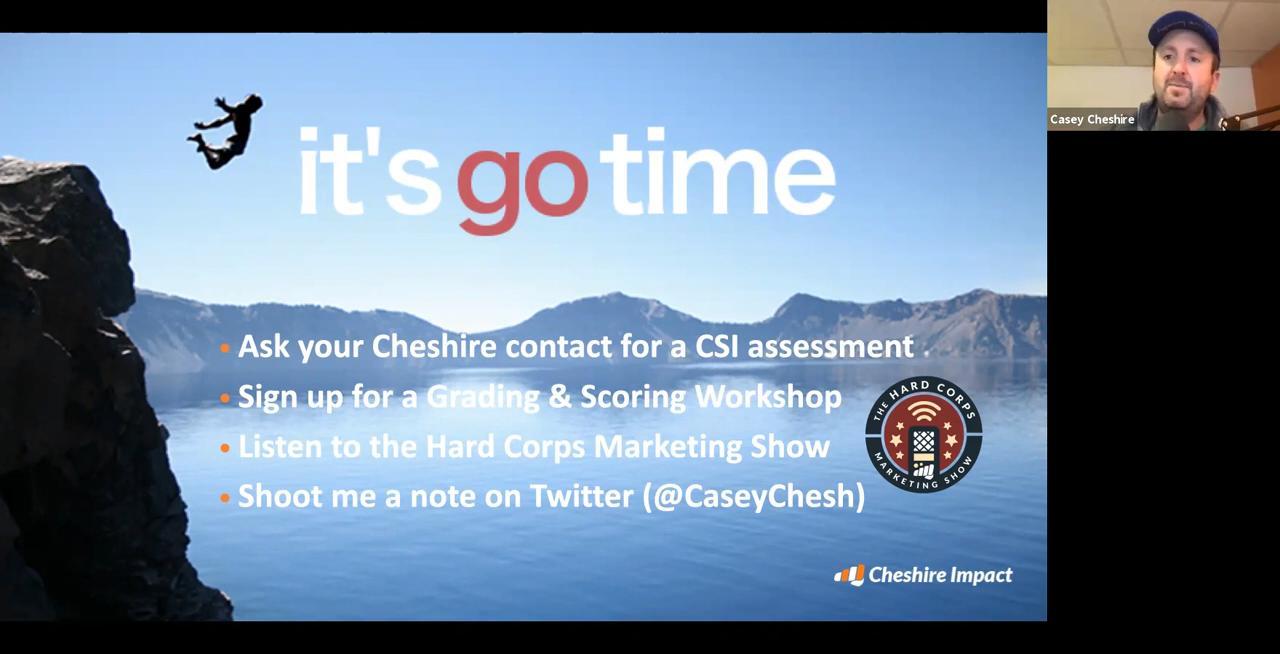 it's go time
Ask your Cheshire contact for a CSI assessment
Sign up for a Grading & Scoring Workshop
Listen to the Hard Corps Marketing Show
Shoot me a note on Twitter (@CaseyChesh)
THE HARD CORPS
MARKETING SHOW
Cheshire Impact
Casey Cheshire